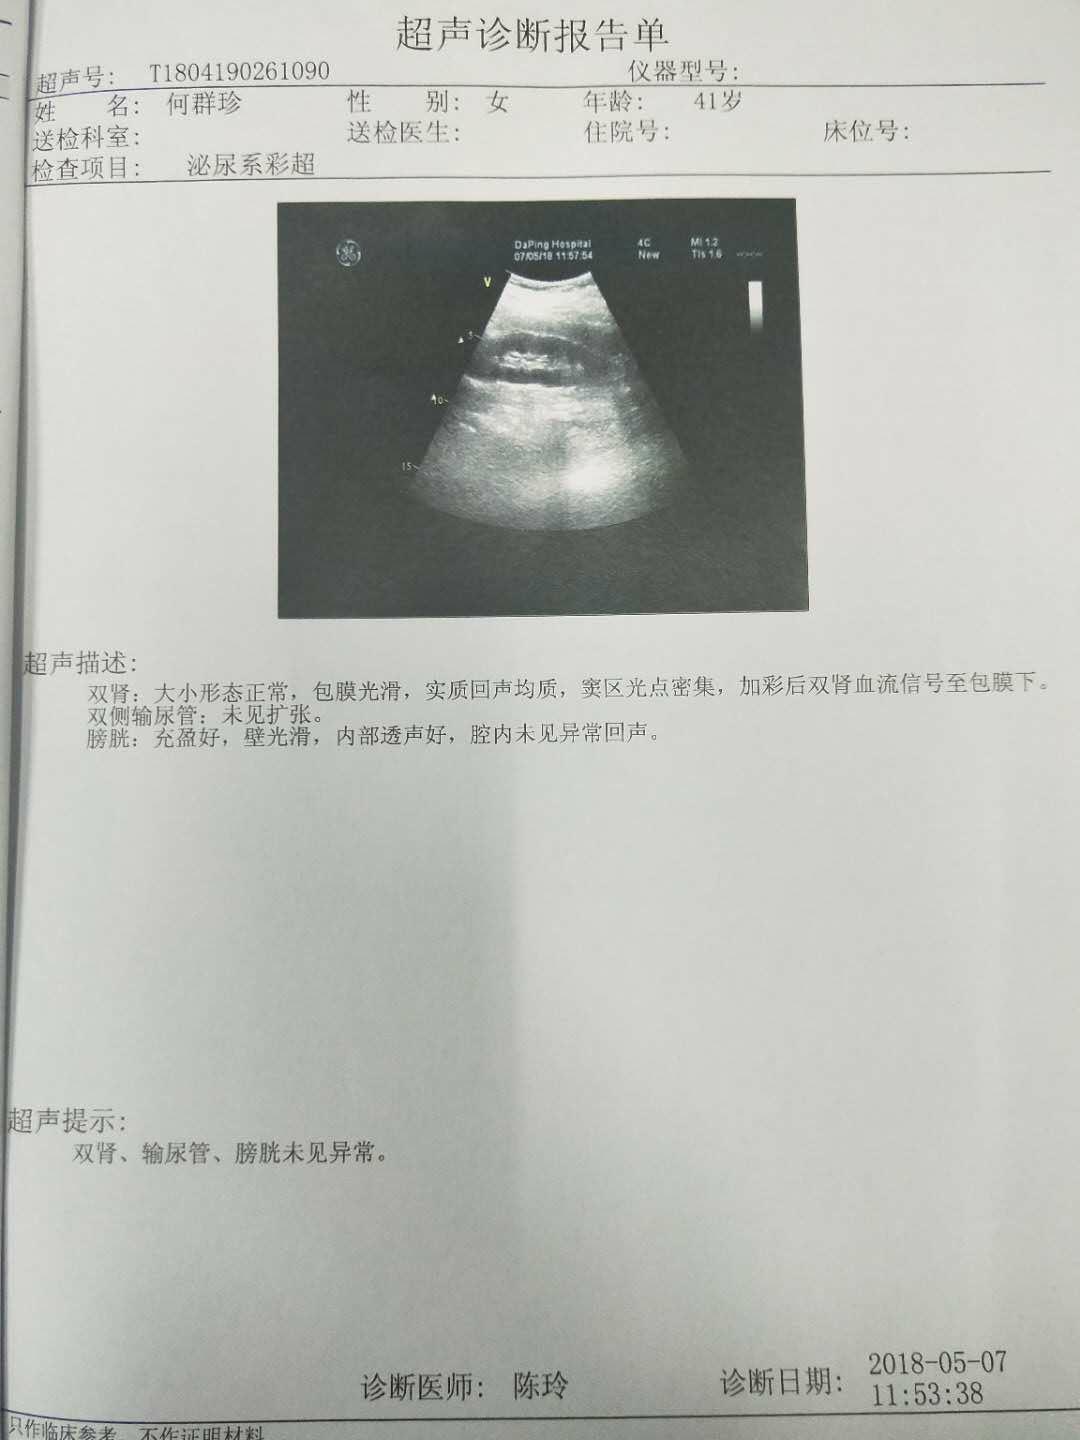 超声诊断报告单
超声号: T1804190261090 仪器型号:
姓 名: 何群珍 性 别: 女 年龄: 41岁
送检科室: 送检医生: 住院号: 床位号:
检查项目: 泌尿系彩超
DaPing Hospital 4C MI 1.2
07/05/18 11:57:54 New TIs 1.6
V
5
10
15
超声描述:
双肾: 大小形态正常, 包膜光滑, 实质回声均质, 窦区光点密集, 加彩后双肾血流信号至包膜下。
双侧输尿管: 未见扩张。
膀胱: 充盈好, 壁光滑, 内部透声好, 腔内未见异常回声。
超声提示:
双肾、输尿管、膀胱未见异常。
诊断医师: 陈玲 诊断日期: 2018-05-07
11:53:38
只作临床参考, 不作证明材料